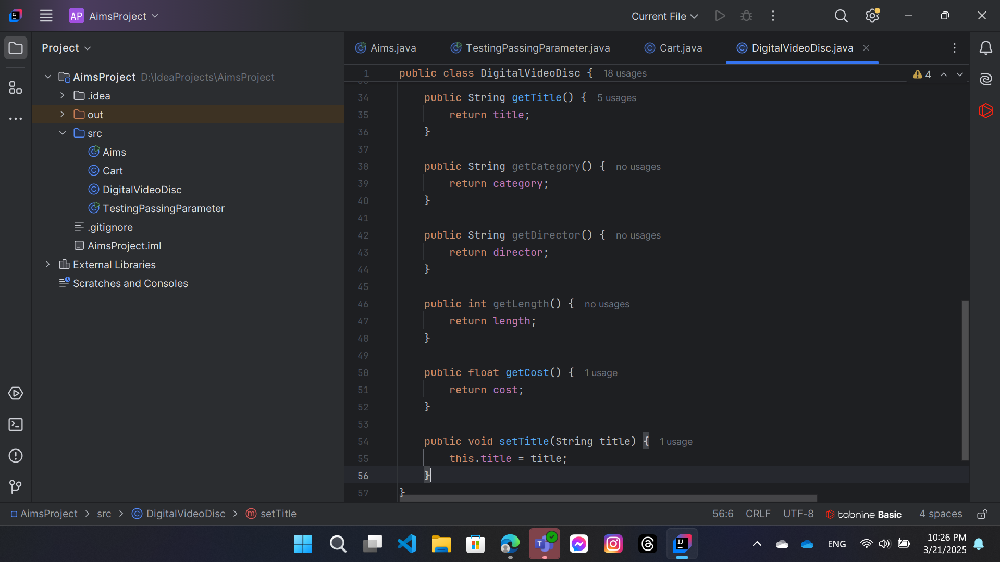 AP AimsProject
Current File
Project
AimsProject D:\IdeaProjects\AimsProject
.idea
out
src
Aims
Cart
DigitalVideoDisc
TestingPassingParameter
.gitignore
AimsProject.iml
External Libraries
Scratches and Consoles
Aims.java TestingPassingParameter.java Cart.java DigitalVideoDisc.java
1 public class DigitalVideoDisc { 18 usages
4
34 public String getTitle() { 5 usages
35 return title;
36 }
37
38 public String getCategory() { no usages
39 return category;
40 }
41
42 public String getDirector() { no usages
43 return director;
44 }
45
46 public int getLength() { no usages
47 return length;
48 }
49
50 public float getCost() { 1 usage
51 return cost;
52 }
53
54 public void setTitle(String title) { 1 usage
55 this.title = title;
56 }
57 }
AimsProject > src > DigitalVideoDisc > setTitle
56:6 CRLF UTF-8 tabnine Basic 4 spaces
ENG
10:26 PM
3/21/2025